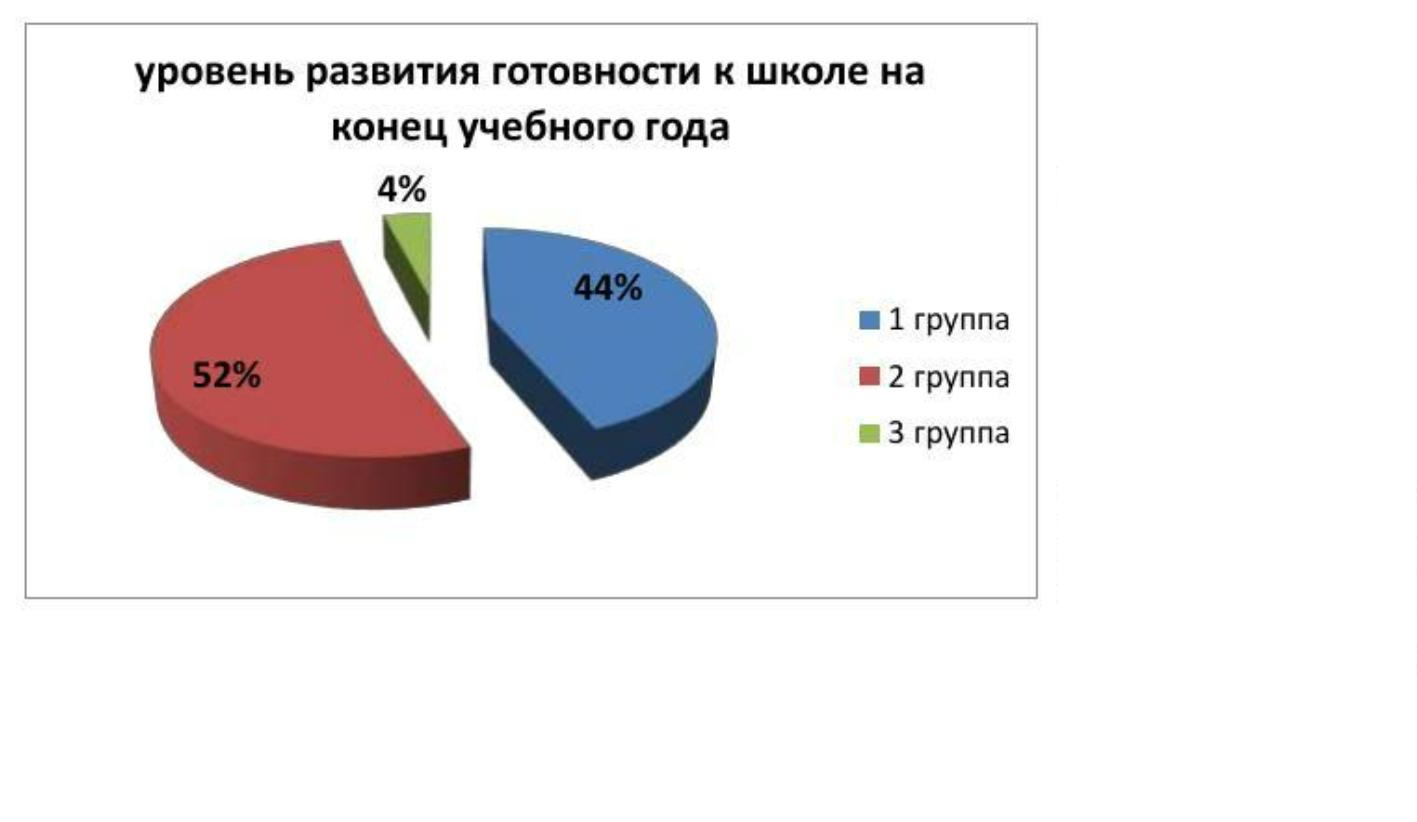 уровень развития готовности к школе на
конец учебного года
4%
44%
52%
1 группа
2 группа
3 группа